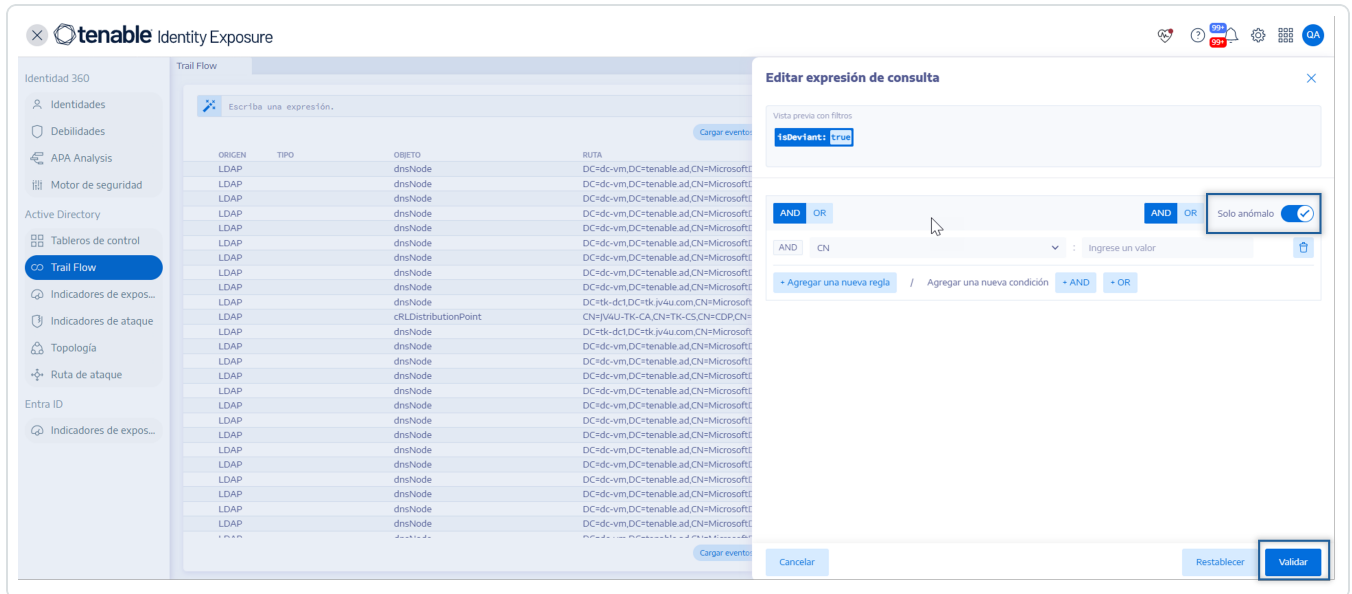 tenable Identity Exposure
99+
99+
QA
Identidad 360
Identidades
Debilidades
APA Analysis
Motor de seguridad
Active Directory
Tableros de control
Trail Flow
Indicadores de expos...
Indicadores de ataque
Topología
Ruta de ataque
Entra ID
Indicadores de expos...
Trail Flow
Escriba una expresión.
Cargar evento
ORIGEN TIPO OBJETO RUTA
LDAP dnsNode DC=dc-vm,DC=tenable.ad,CN=Microsoft
LDAP dnsNode DC=dc-vm,DC=tenable.ad,CN=Microsoft
LDAP dnsNode DC=dc-vm,DC=tenable.ad,CN=Microsoft
LDAP dnsNode DC=dc-vm,DC=tenable.ad,CN=Microsoft
LDAP dnsNode DC=dc-vm,DC=tenable.ad,CN=Microsoft
LDAP dnsNode DC=dc-vm,DC=tenable.ad,CN=Microsoft
LDAP dnsNode DC=dc-vm,DC=tenable.ad,CN=Microsoft
LDAP dnsNode DC=dc-vm,DC=tenable.ad,CN=Microsoft
LDAP dnsNode DC=dc-vm,DC=tenable.ad,CN=Microsoft
LDAP dnsNode DC=tk-dc1,DC=tk.jv4u.com,CN=Microsoft
LDAP cRLDistributionPoint CN=JV4U-TK-CA,CN=TK-CS,CN=CDP,CN=
LDAP dnsNode DC=tk-dc1,DC=tk.jv4u.com,CN=Microsoft
LDAP dnsNode DC=dc-vm,DC=tenable.ad,CN=Microsoft
LDAP dnsNode DC=dc-vm,DC=tenable.ad,CN=Microsoft
LDAP dnsNode DC=dc-vm,DC=tenable.ad,CN=Microsoft
LDAP dnsNode DC=dc-vm,DC=tenable.ad,CN=Microsoft
LDAP dnsNode DC=dc-vm,DC=tenable.ad,CN=Microsoft
LDAP dnsNode DC=dc-vm,DC=tenable.ad,CN=Microsoft
LDAP dnsNode DC=dc-vm,DC=tenable.ad,CN=Microsoft
LDAP dnsNode DC=dc-vm,DC=tenable.ad,CN=Microsoft
LDAP dnsNode DC=dc-vm,DC=tenable.ad,CN=Microsoft
LDAP dnsNode DC=dc-vm,DC=tenable.ad,CN=Microsoft
LDAP dnsNode DC=dc-vm,DC=tenable.ad,CN=Microsoft
LDAP dnsNode DC=dc-vm,DC=tenable.ad,CN=Microsoft
LDAP dnsNode DC=dc-vm,DC=tenable.ad,CN=Microsoft
Cargar evento
Editar expresión de consulta
Vista previa con filtros
isDeviant: true
AND OR AND OR Solo anómalo
AND CN : Ingrese un valor
+ Agregar una nueva regla / Agregar una nueva condición + AND + OR
Cancelar Restablecer Validar